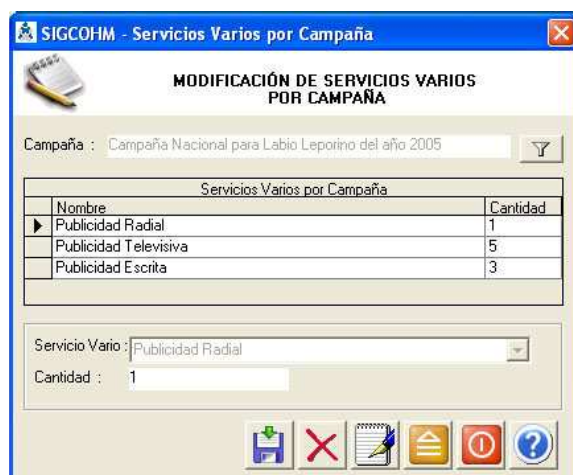 SIGCOHM - Servicios Varios por Campaña
MODIFICACIÓN DE SERVICIOS VARIOS
POR CAMPAÑA
Campaña : Campaña Nacional para Labio Leporino del año 2005
Servicios Varios por Campaña
Nombre Cantidad
Publicidad Radial 1
Publicidad Televisiva 5
Publicidad Escrita 3
Servicio Vario : Publicidad Radial
Cantidad : 1